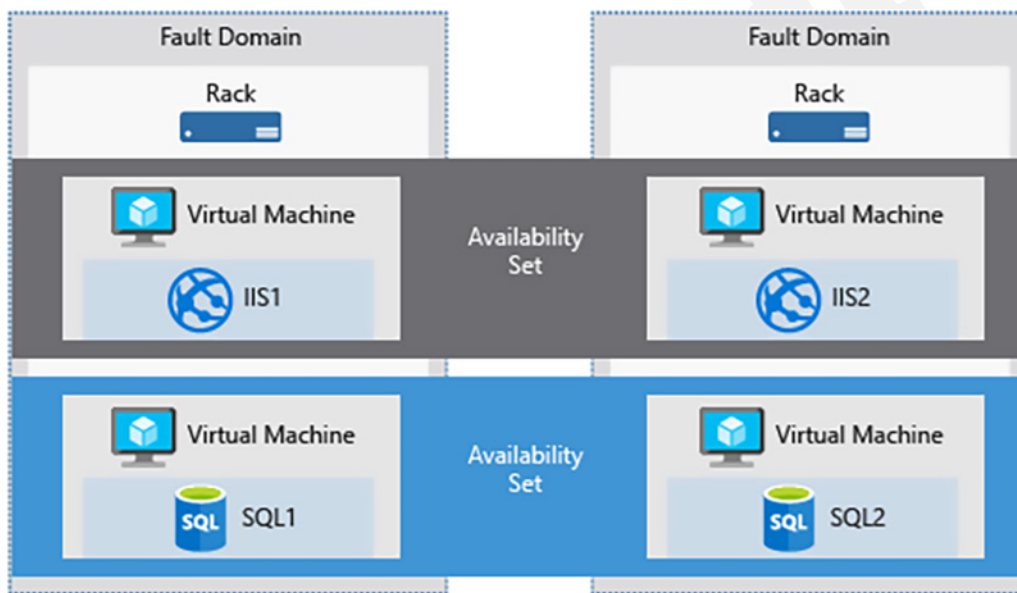 Fault Domain
Fault Domain
Rack
Rack
Virtual Machine
Virtual Machine
Availability
Set
IIS1
IIS2
Virtual Machine
Virtual Machine
Availability
Set
SQL SQL1
SQL SQL2